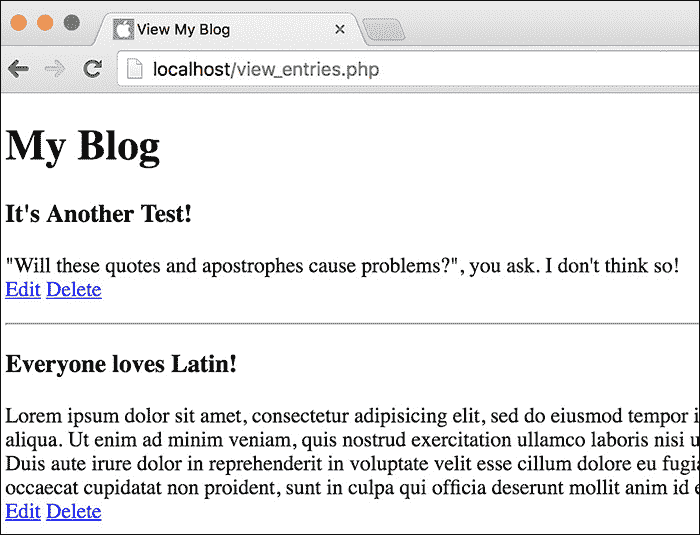 View My Blog
localhost/view_entries.php
My Blog
It's Another Test!
"Will these quotes and apostrophes cause problems?", you ask. I don't think so!
Edit Delete
Everyone loves Latin!
Lorem ipsum dolor sit amet, consectetur adipisicing elit, sed do eiusmod tempor
aliqua. Ut enim ad minim veniam, quis nostrud exercitation ullamco laboris nisi
Duis aute irure dolor in reprehenderit in voluptate velit esse cillum dolore eu
occaecat cupidatat non proident, sunt in culpa qui officia deserunt mollit anim id
Edit Delete